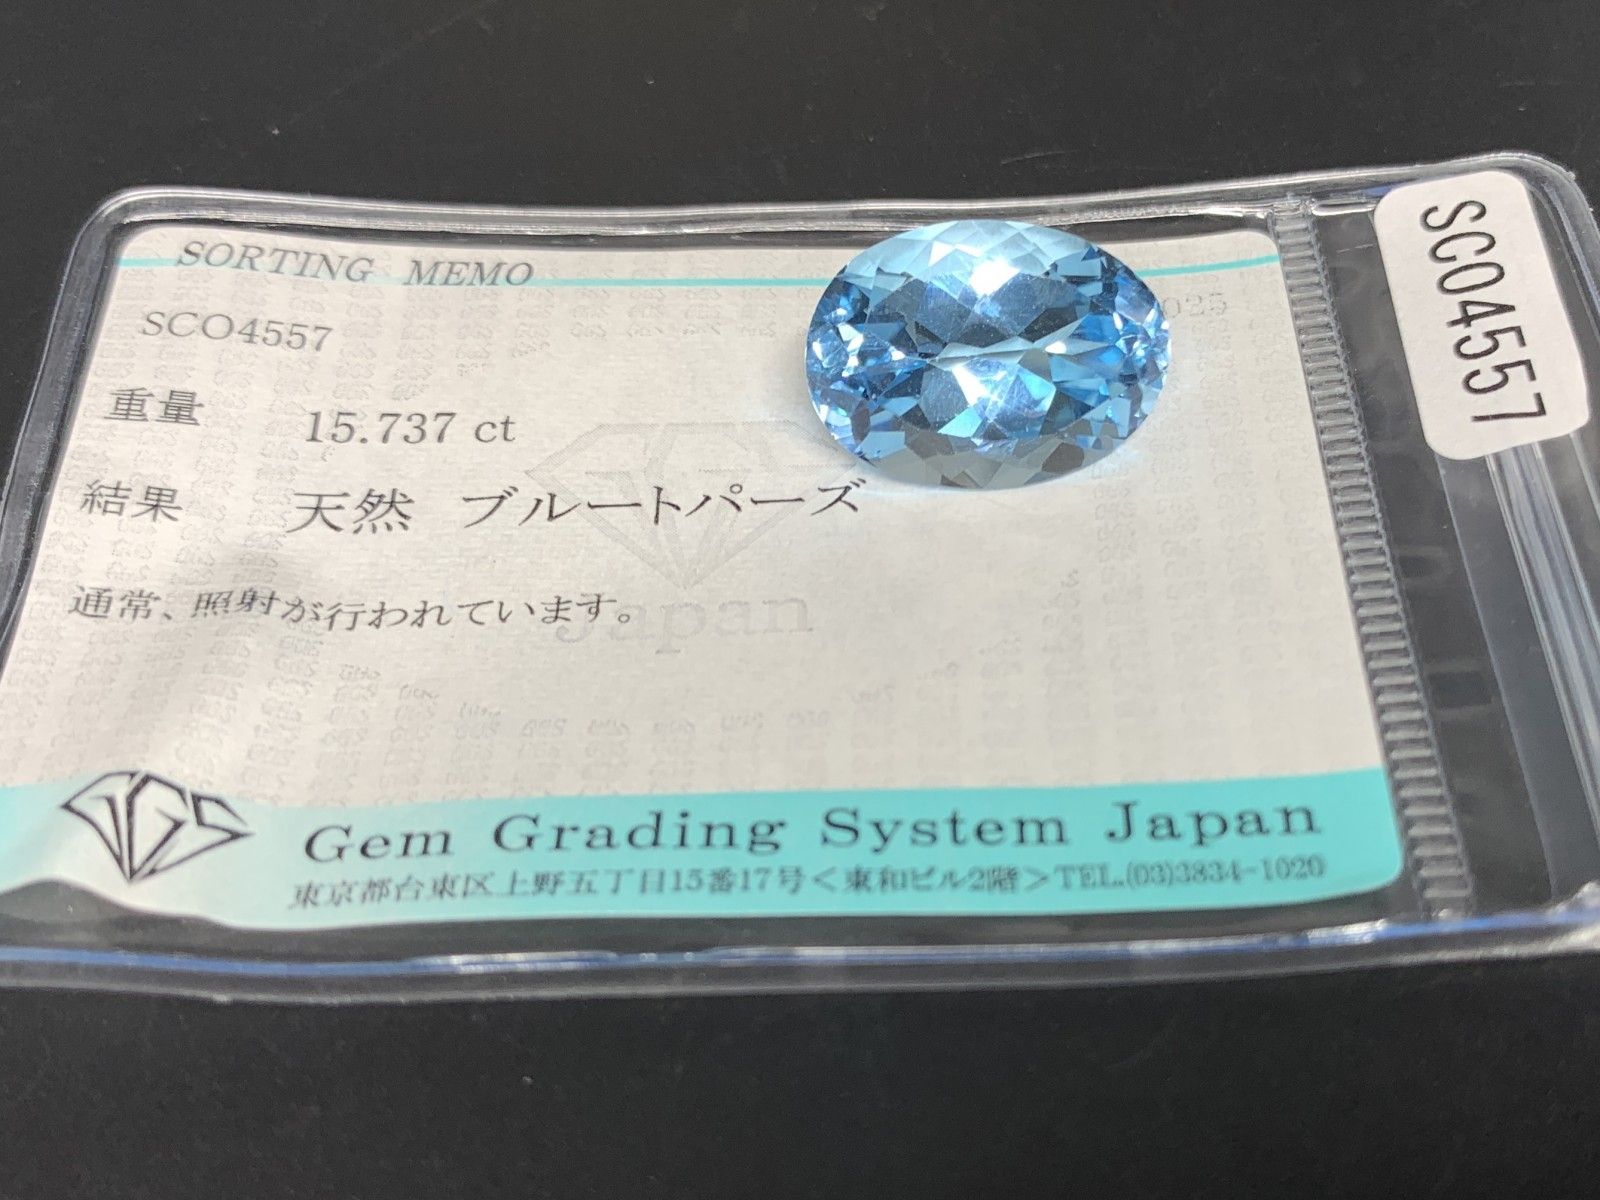 SORTING MEMO
SCO4557
重量 15.737 ct
結果 天然 ブルートパーズ
通常、照射が行われています。
Japan
GGS
Gem Grading System Japan
東京都台東区上野五丁目15番17号＜東和ビル2階＞TEL.(03)3834-1020
SCO4557